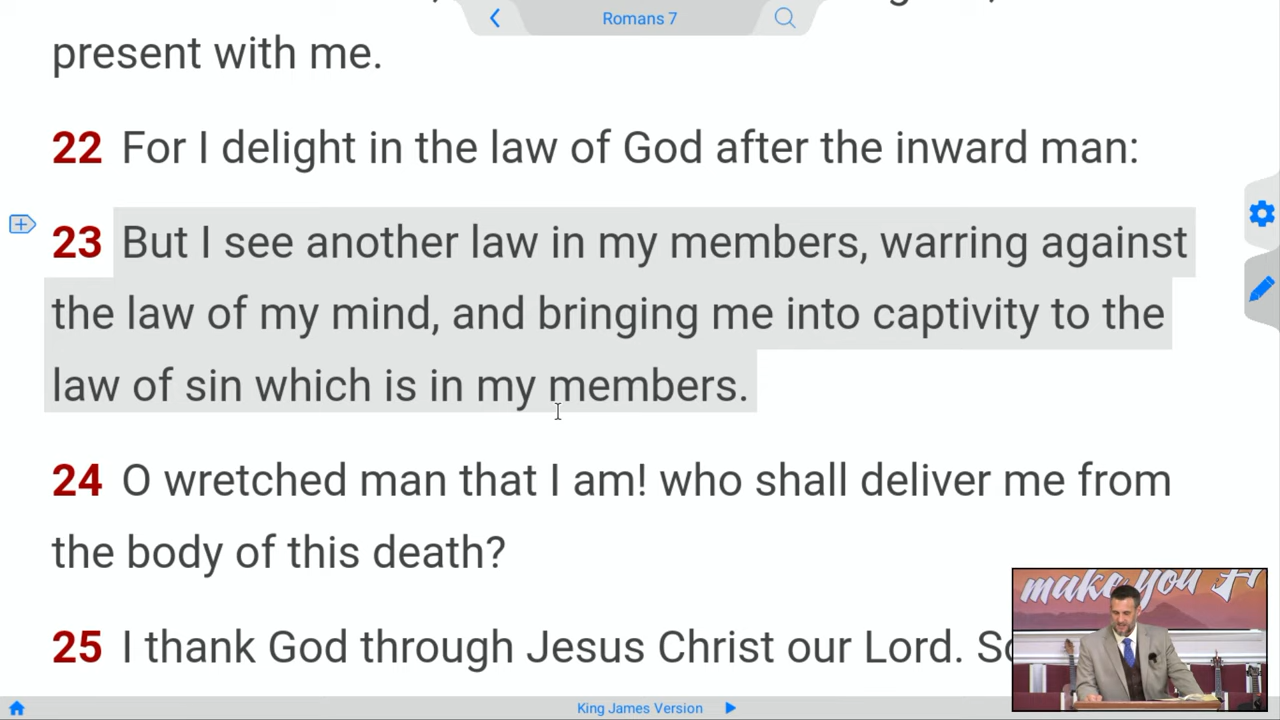 Romans 7
present with me.
22 For I delight in the law of God after the inward man:
23 But I see another law in my members, warring against
the law of my mind, and bringing me into captivity to the
law of sin which is in my members.
24 O wretched man that I am! who shall deliver me from
the body of this death?
25 I thank God through Jesus Christ our Lord.
make you
King James Version